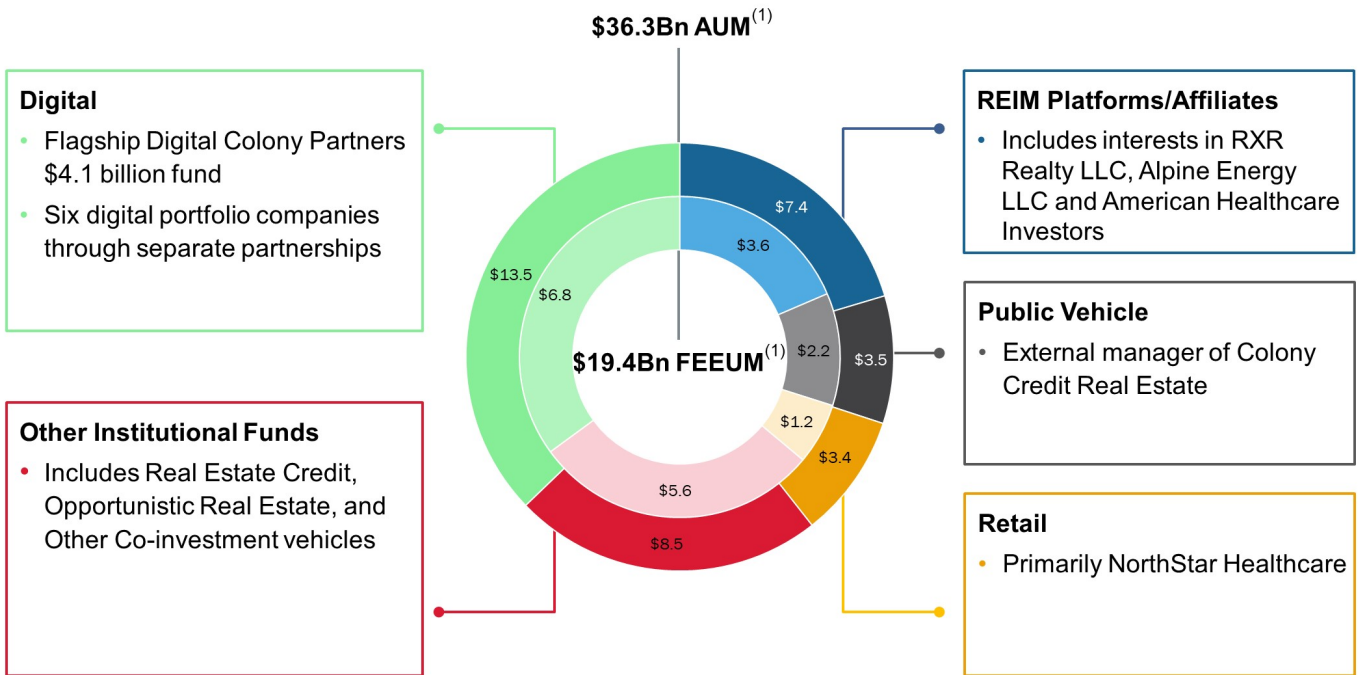 $36.3Bn AUM(1)
Digital
• Flagship Digital Colony Partners
$4.1 billion fund
• Six digital portfolio companies
through separate partnerships
Other Institutional Funds
• Includes Real Estate Credit,
Opportunistic Real Estate, and
Other Co-investment vehicles
$7.4
$3.6
$13.5
$6.8
$19.4Bn FEEUM(1)
$2.2
$3.5
$1.2
$3.4
$5.6
$8.5
REIM Platforms/Affiliates
• Includes interests in RXR
Realty LLC, Alpine Energy
LLC and American Healthcare
Investors
Public Vehicle
• External manager of Colony
Credit Real Estate
Retail
• Primarily NorthStar Healthcare